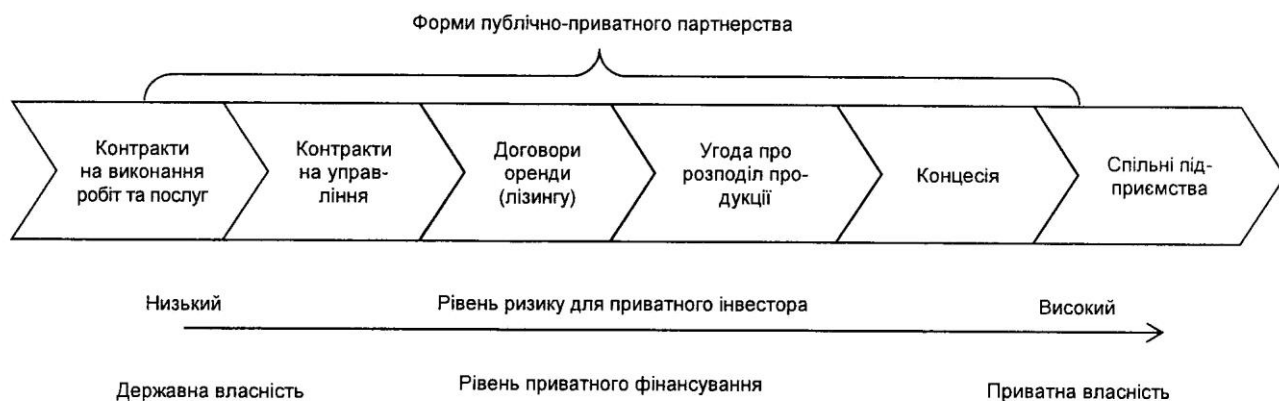 Форми публічно-приватного партнерства
Контракти
на виконання
робіт та послуг
Контракти
на управ-
ління
Договори
оренди
(лізингу)
Угода про
розподіл про-
дукції
Концесія
Спільні під-
приємства
Низький
Рівень ризику для приватного інвестора
Високий
Державна власність
Рівень приватного фінансування
Приватна власність